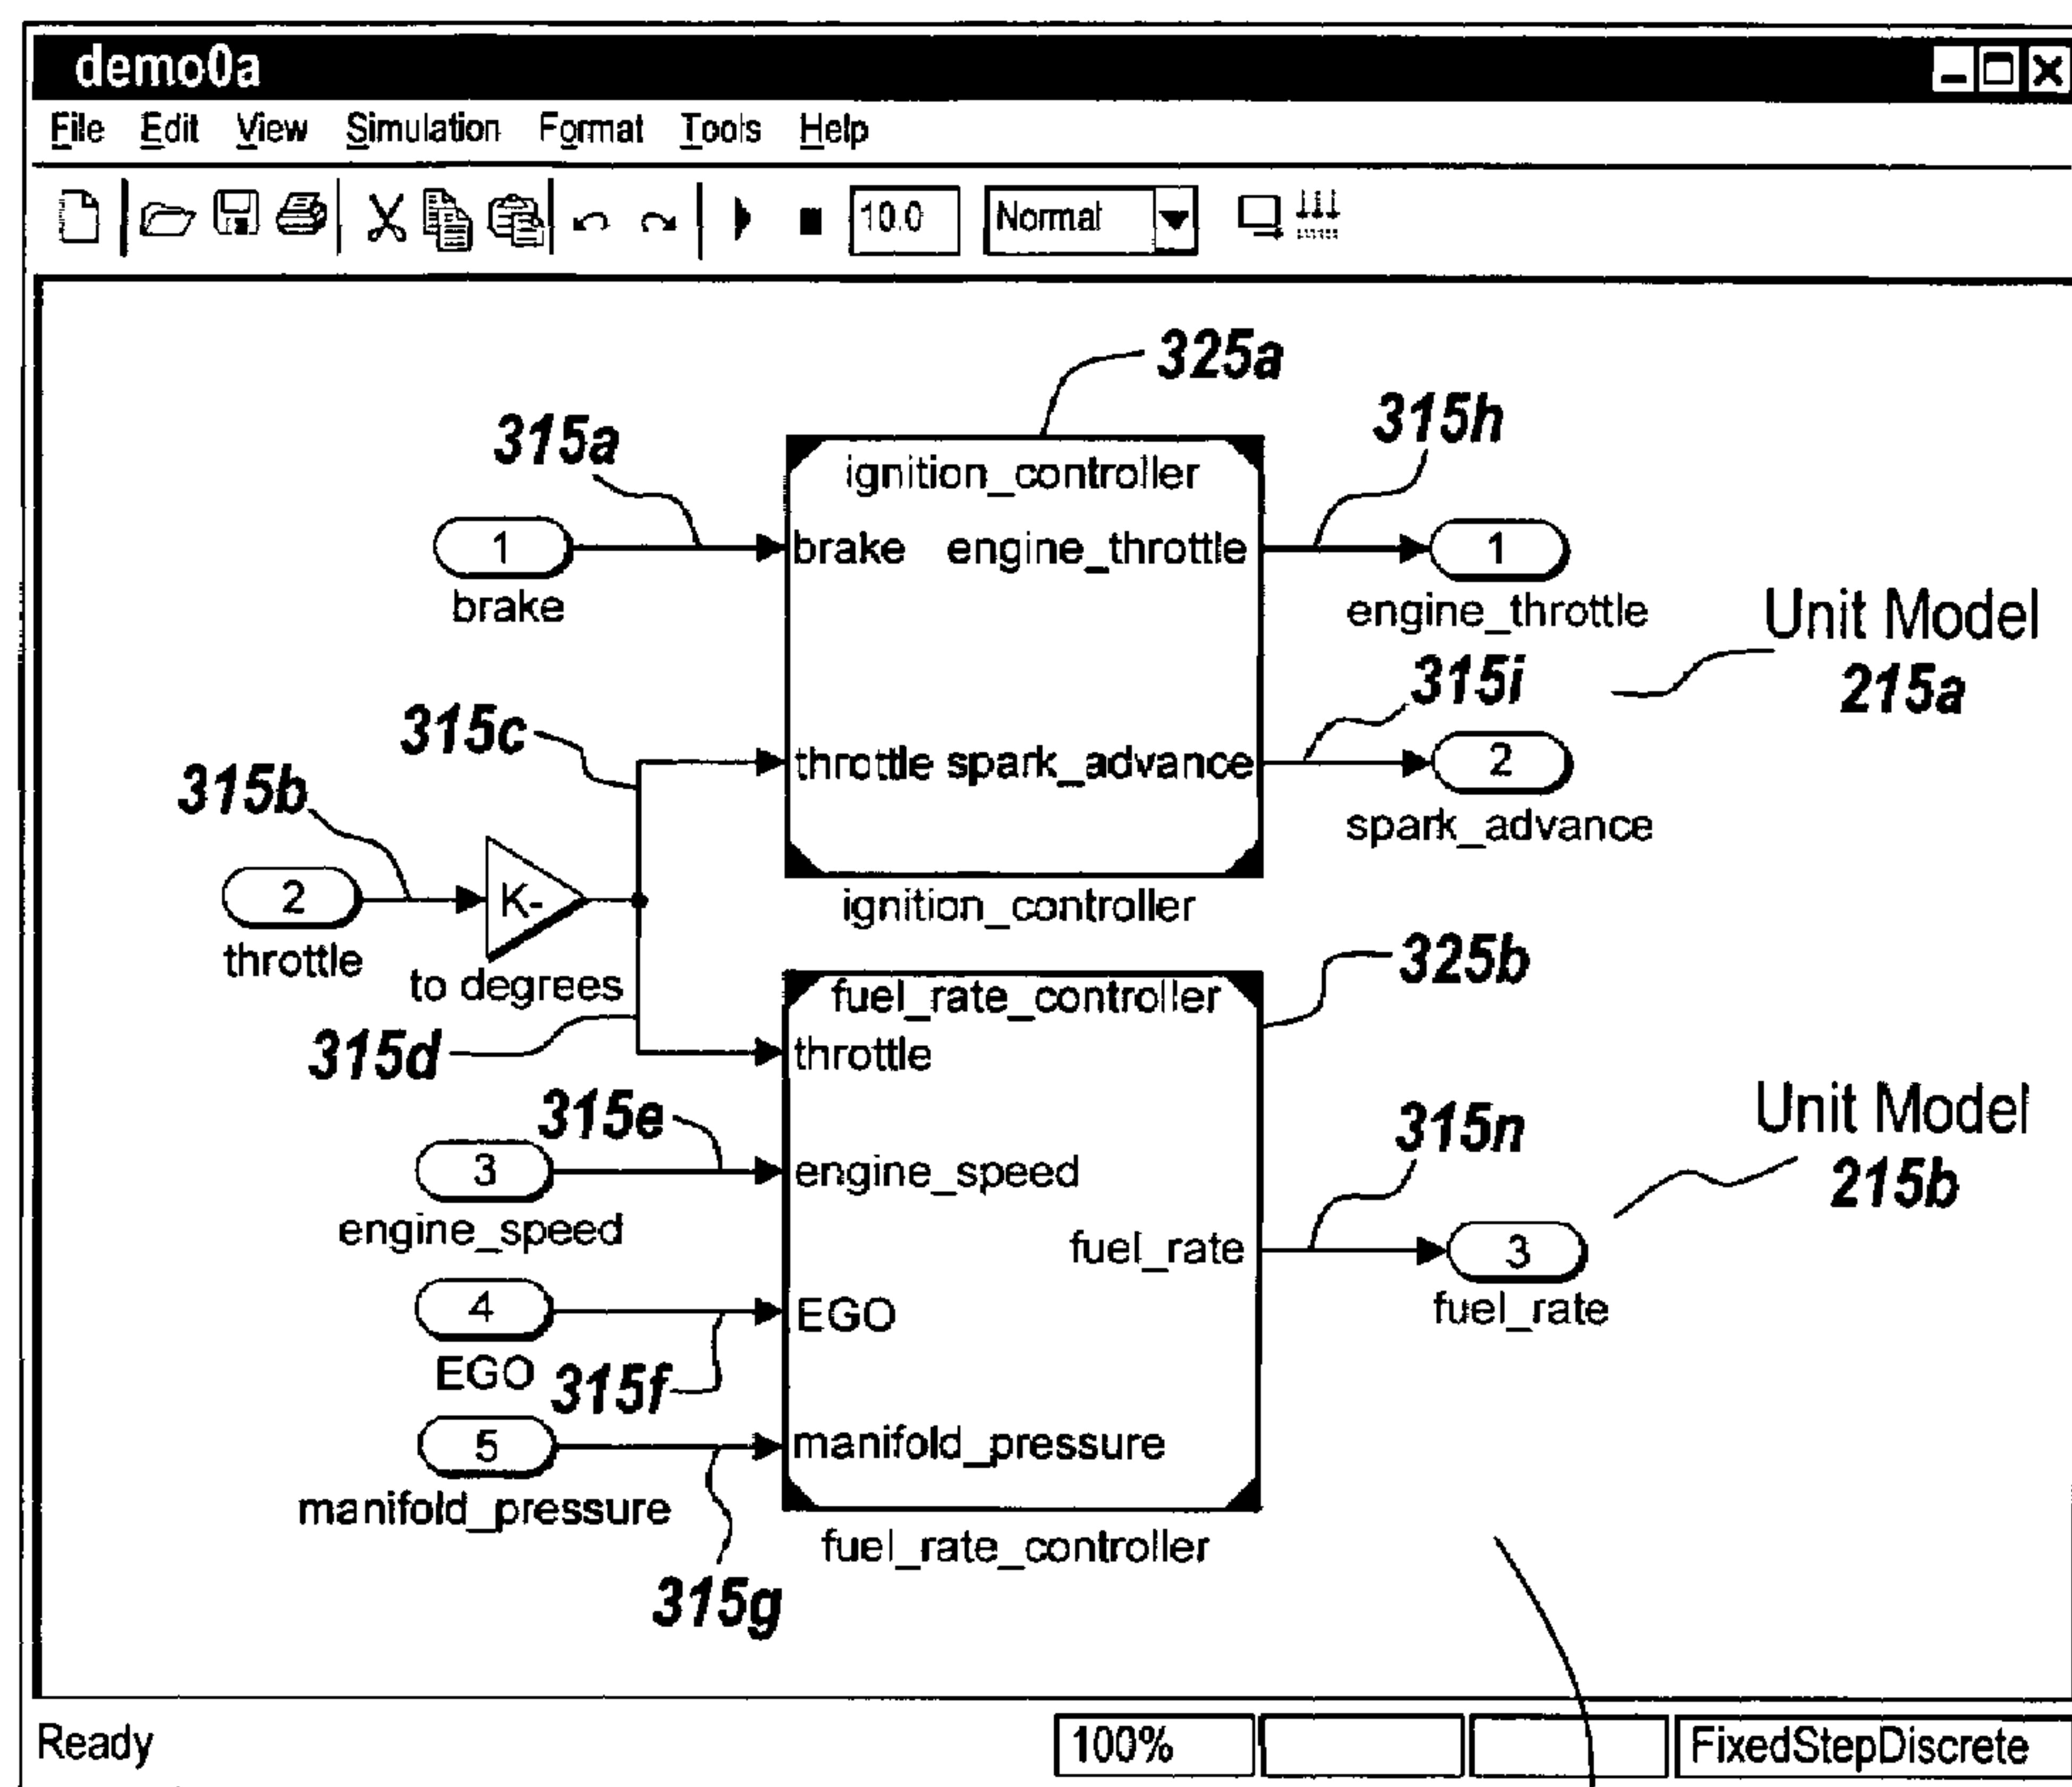 demo0a
File Edit View Simulation Format Tools Help
10.0 Normal
325a
315a
315h
ignition_controller
1
brake engine_throttle
1
brake
engine_throttle
Unit Model
215a
315i
315c
throttle spark_advance
2
315b
spark_advance
2
K-
throttle
to degrees
ignition_controller
325b
fuel_rate_controller
315d
throttle
315e
315n
Unit Model
215b
3
engine_speed
engine_speed
fuel_rate
3
fuel_rate
4
EGO
EGO
315f
5
manifold_pressure
manifold_pressure
fuel_rate_controller
315g
Ready 100% FixedStepDiscrete